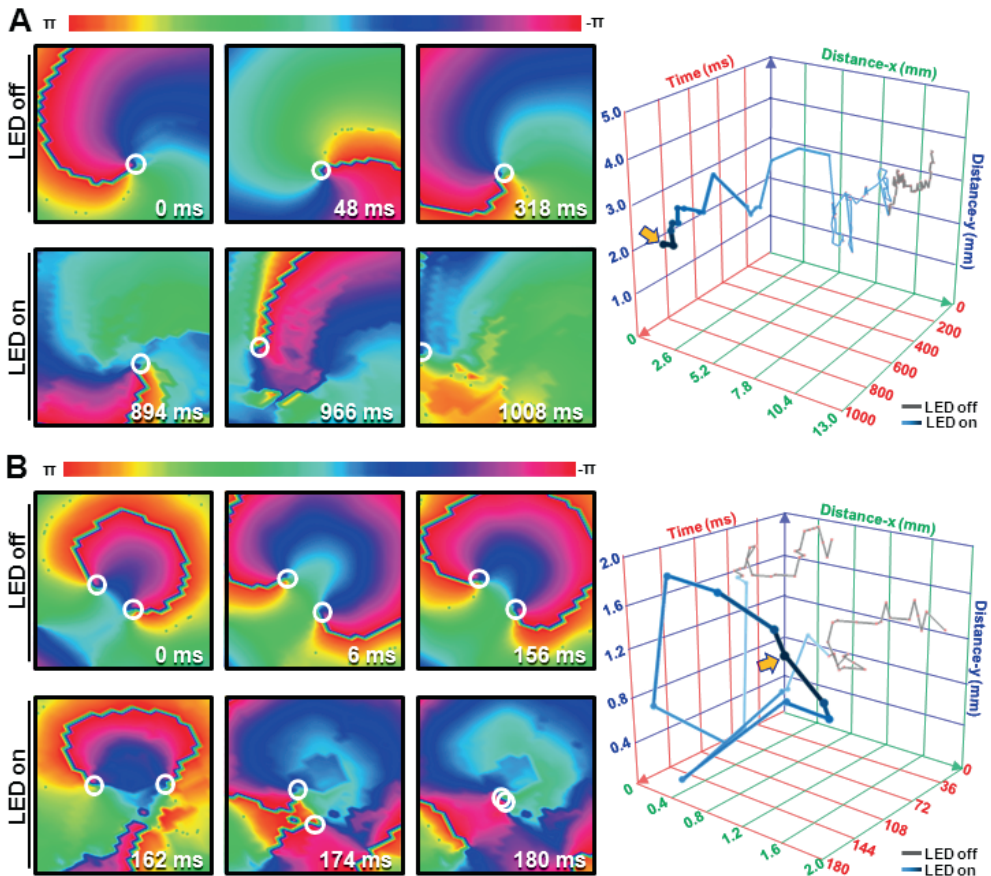 A
π
-π
LED off
0 ms
48 ms
318 ms
LED on
894 ms
966 ms
1008 ms
Time (ms)
Distance-x (mm)
Distance-y (mm)
5.0
4.0
3.0
2.0
1.0
0
2.6
5.2
7.8
10.4
13.0
0
200
400
600
800
1000
LED off
LED on
B
π
-π
LED off
0 ms
6 ms
156 ms
LED on
162 ms
174 ms
180 ms
Time (ms)
Distance-x (mm)
Distance-y (mm)
2.0
1.6
1.2
0.8
0.4
0
0.4
0.8
1.2
1.6
2.0
0
36
72
108
144
180
LED off
LED on